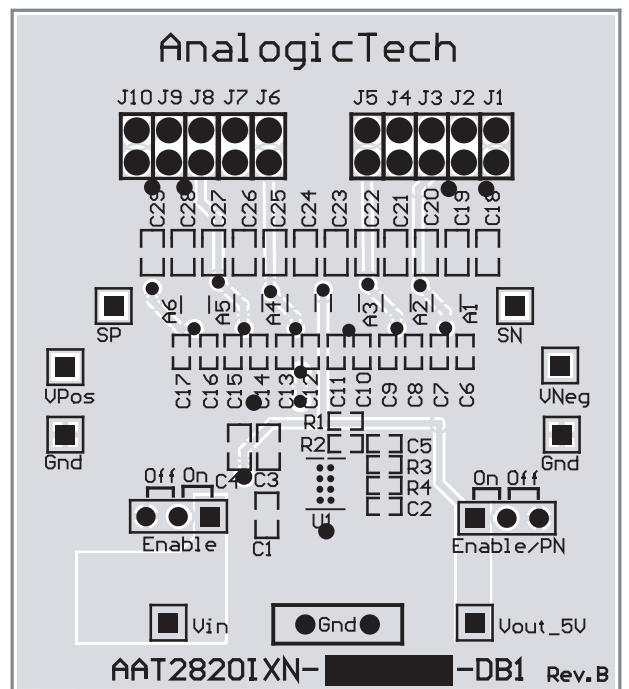 AnalogicTech
J10 J9 J8 J7 J6 J5 J4 J3 J2 J1
C29 C28 C27 C26 C25 C24 C23 C22 C21 C20 C19 C18
A6 A5 A4 A3 A2 A1
SP SN
C17 C16 C15 C14 C13 C12 C11 C10 C9 C8 C7 C6
VPos VNeg
R1
R2 C5
Gnd Gnd
R3
Off On C4 C3 R4 On Off
C2
U1
Enable C1 Enable/PN
Vin Gnd Vout_5V
AAT2820IXN- -DB1 Rev.B